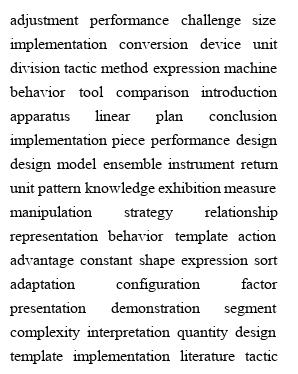 adjustment performance challenge size
implementation conversion device unit
division tactic method expression machine
behavior tool comparison introduction
apparatus linear plan conclusion
implementation piece performance design
design model ensemble instrument return
unit pattern knowledge exhibition measure
manipulation strategy relationship
representation behavior template action
advantage constant shape expression sort
adaptation configuration factor
presentation demonstration segment
complexity interpretation quantity design
template implementation literature tactic